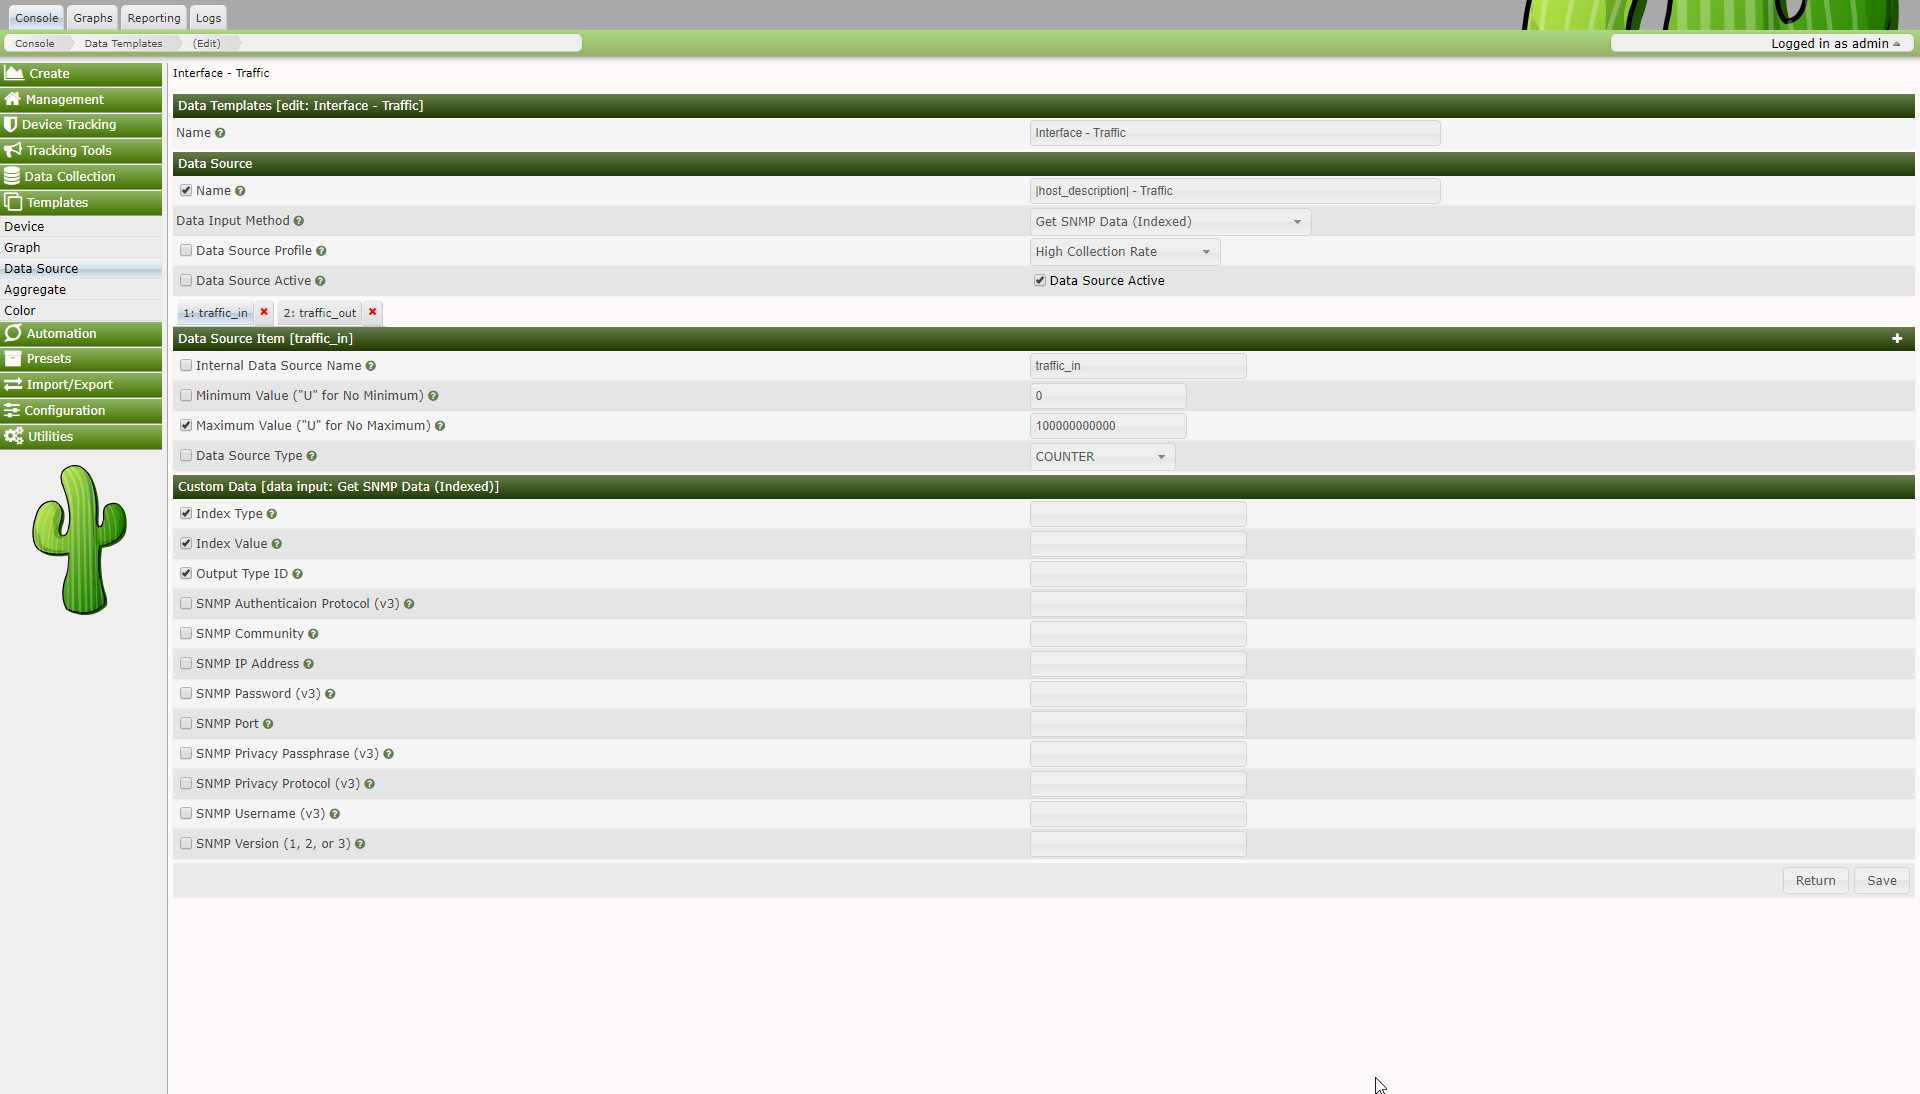 Console Graphs Reporting Logs
Console Data Templates (Edit) Logged in as admin
Create
Management
Device Tracking
Tracking Tools
Data Collection
Templates
Device
Graph
Data Source
Aggregate
Color
Automation
Presets
Import/Export
Configuration
Utilities
Interface - Traffic
Data Templates [edit: Interface - Traffic]
Name Interface - Traffic
Data Source
Name |host_description| - Traffic
Data Input Method Get SNMP Data (Indexed)
Data Source Profile High Collection Rate
Data Source Active Data Source Active
1: traffic_in 2: traffic_out
Data Source Item [traffic_in]
Internal Data Source Name traffic_in
Minimum Value ("U" for No Minimum) 0
Maximum Value ("U" for No Maximum) 100000000000
Data Source Type COUNTER
Custom Data [data input: Get SNMP Data (Indexed)]
Index Type
Index Value
Output Type ID
SNMP Authenticaion Protocol (v3)
SNMP Community
SNMP IP Address
SNMP Password (v3)
SNMP Port
SNMP Privacy Passphrase (v3)
SNMP Privacy Protocol (v3)
SNMP Username (v3)
SNMP Version (1, 2, or 3)
Return Save